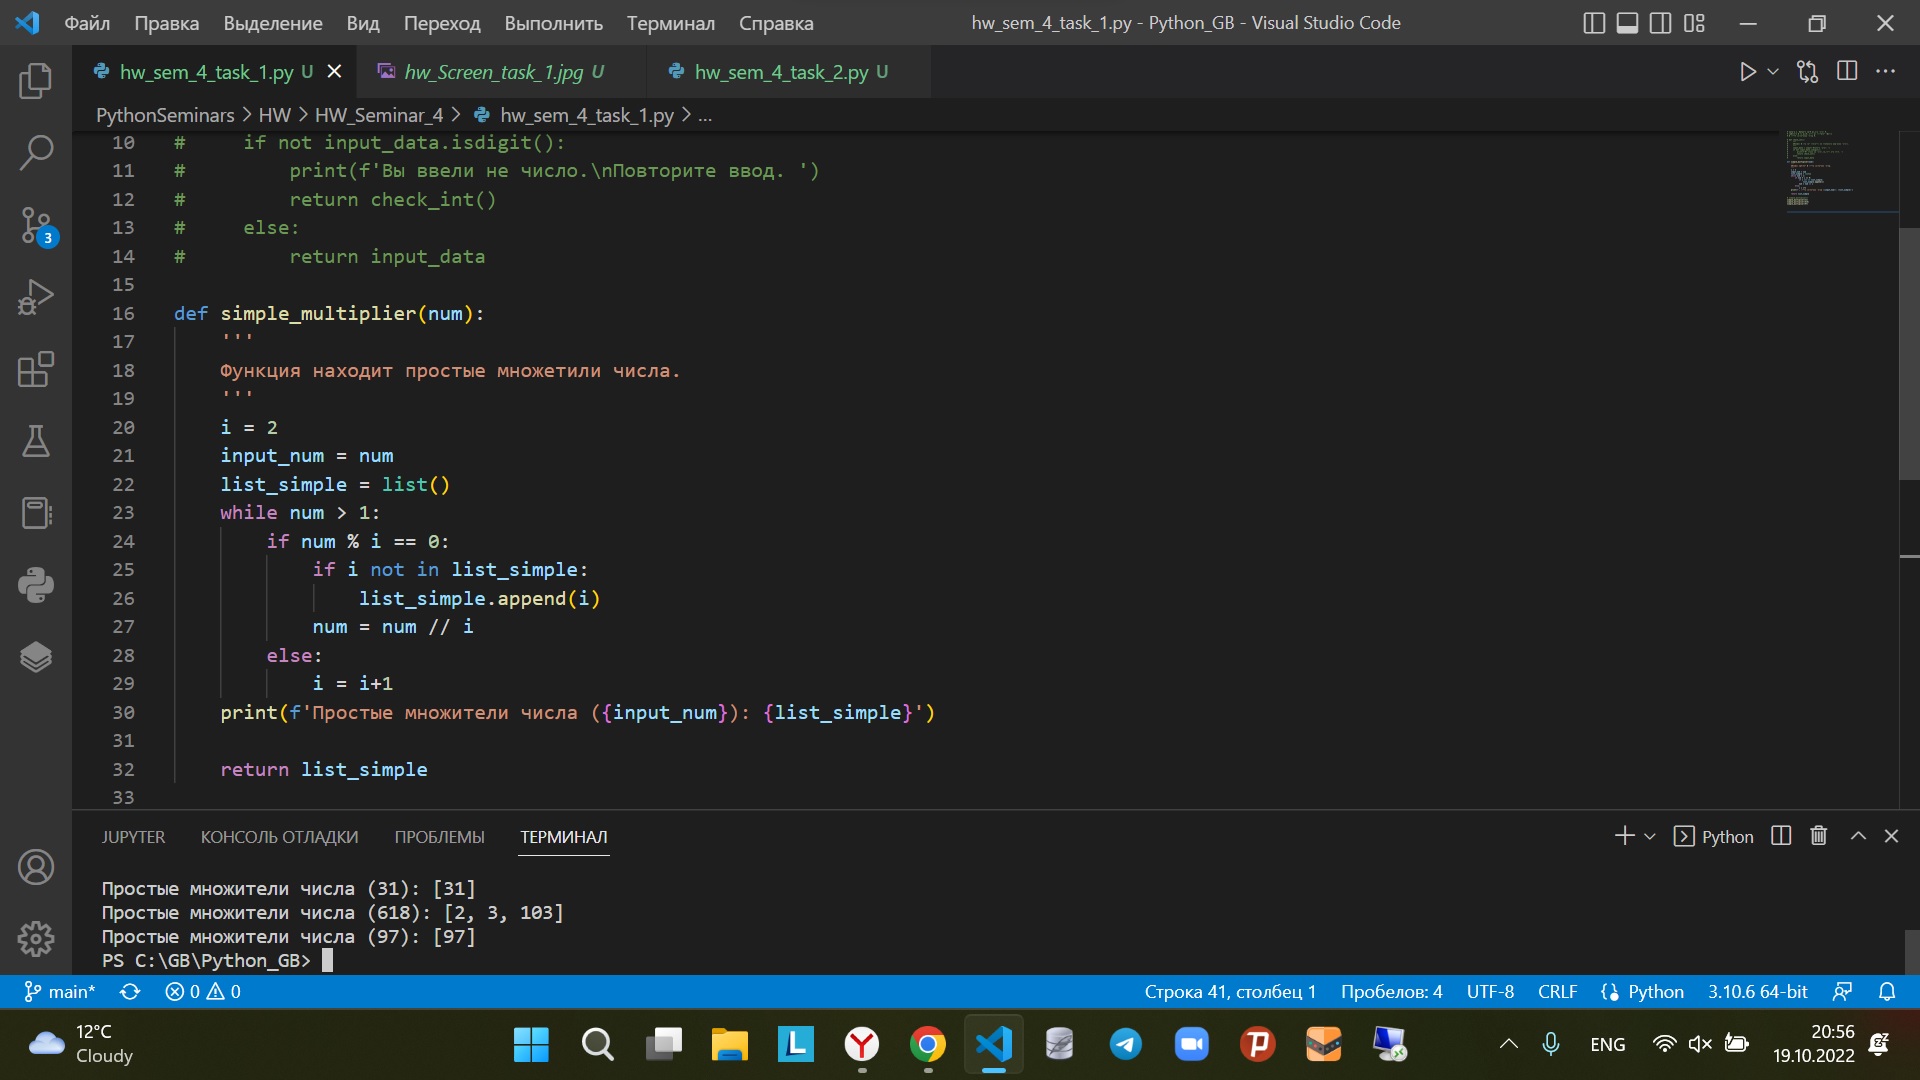 Файл Правка Выделение Вид Переход Выполнить Терминал Справка hw_sem_4_task_1.py - Python_GB - Visual Studio Code
hw_sem_4_task_1.py U hw_Screen_task_1.jpg U hw_sem_4_task_2.py U
PythonSeminars > HW > HW_Seminar_4 > hw_sem_4_task_1.py > ...
10 #     if not input_data.isdigit():
11 #         print(f'Вы ввели не число.\nПовторите ввод. ')
12 #         return check_int()
13 #     else:
14 #         return input_data
15
16 def simple_multiplier(num):
17     '''
18     Функция находит простые множетили числа.
19     '''
20     i = 2
21     input_num = num
22     list_simple = list()
23     while num > 1:
24         if num % i == 0:
25             if i not in list_simple:
26                 list_simple.append(i)
27             num = num // i
28         else:
29             i = i+1
30     print(f'Простые множители числа ({input_num}): {list_simple}')
31
32     return list_simple
33
3
JUPYTER КОНСОЛЬ ОТЛАДКИ ПРОБЛЕМЫ ТЕРМИНАЛ Python
Простые множители числа (31): [31]
Простые множители числа (618): [2, 3, 103]
Простые множители числа (97): [97]
PS C:\GB\Python_GB>
main* 0 0 Строка 41, столбец 1 Пробелов: 4 UTF-8 CRLF Python 3.10.6 64-bit
12°C
Cloudy
ENG
20:56
19.10.2022